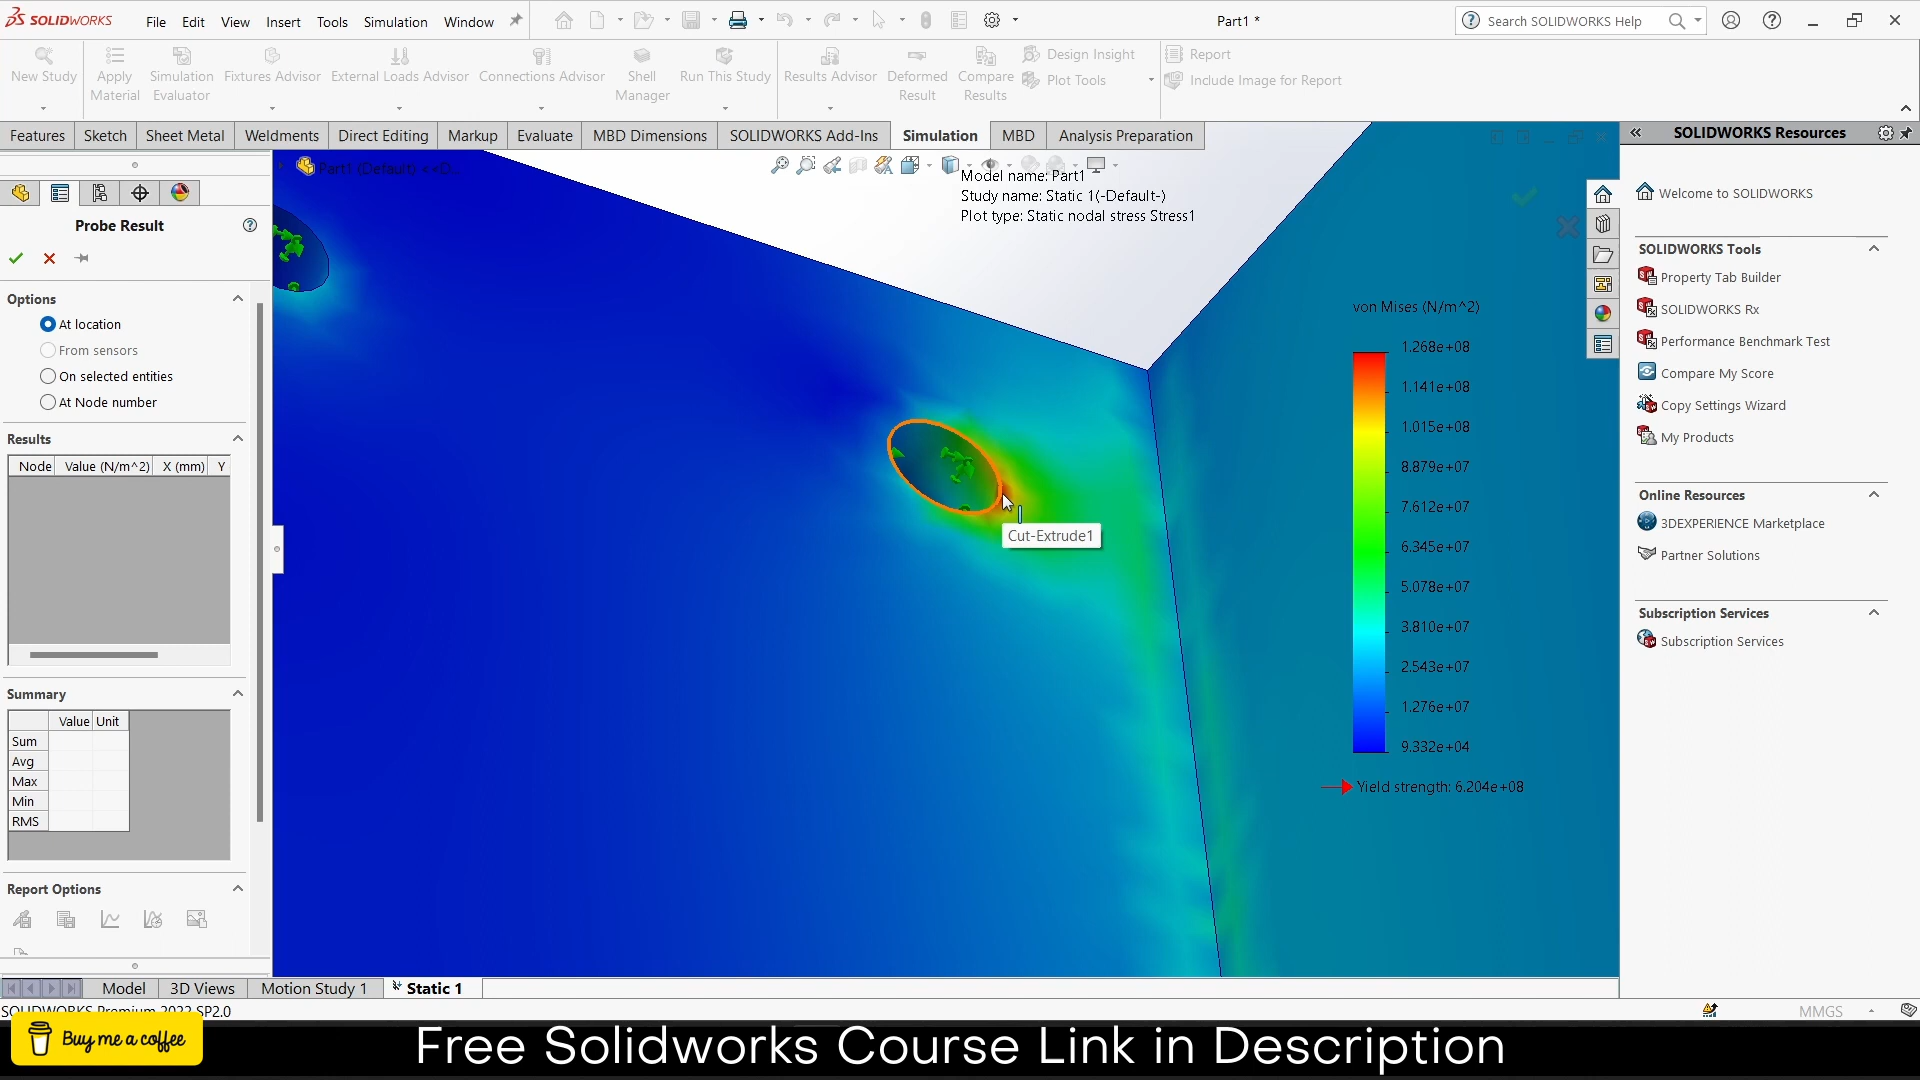 SOLIDWORKS File Edit View Insert Tools Simulation Window Part1 * Search SOLIDWORKS Help
New Study Apply Material Simulation Evaluator Fixtures Advisor External Loads Advisor Connections Advisor Shell Manager Run This Study Results Advisor Deformed Result Compare Results Design Insight Plot Tools Report Include Image for Report
Features Sketch Sheet Metal Weldments Direct Editing Markup Evaluate MBD Dimensions SOLIDWORKS Add-Ins Simulation MBD Analysis Preparation
SOLIDWORKS Resources
Part1 (Default) <<D...
Model name: Part1
Study name: Static 1(-Default-)
Plot type: Static nodal stress Stress1
Probe Result
Options
At location
From sensors
On selected entities
At Node number
Results
Node Value (N/m^2) X (mm) Y
Summary
Value Unit
Sum
Avg
Max
Min
RMS
Report Options
Cut-Extrude1
von Mises (N/m^2)
1.268e+08
1.141e+08
1.015e+08
8.879e+07
7.612e+07
6.345e+07
5.078e+07
3.810e+07
2.543e+07
1.276e+07
9.332e+04
Yield strength: 6.204e+08
Welcome to SOLIDWORKS
SOLIDWORKS Tools
Property Tab Builder
SOLIDWORKS Rx
Performance Benchmark Test
Compare My Score
Copy Settings Wizard
My Products
Online Resources
3DEXPERIENCE Marketplace
Partner Solutions
Subscription Services
Subscription Services
Model 3D Views Motion Study 1 Static 1
SOLIDWORKS Premium 2022 SP2.0
MMGS
Buy me a coffee
Free Solidworks Course Link in Description